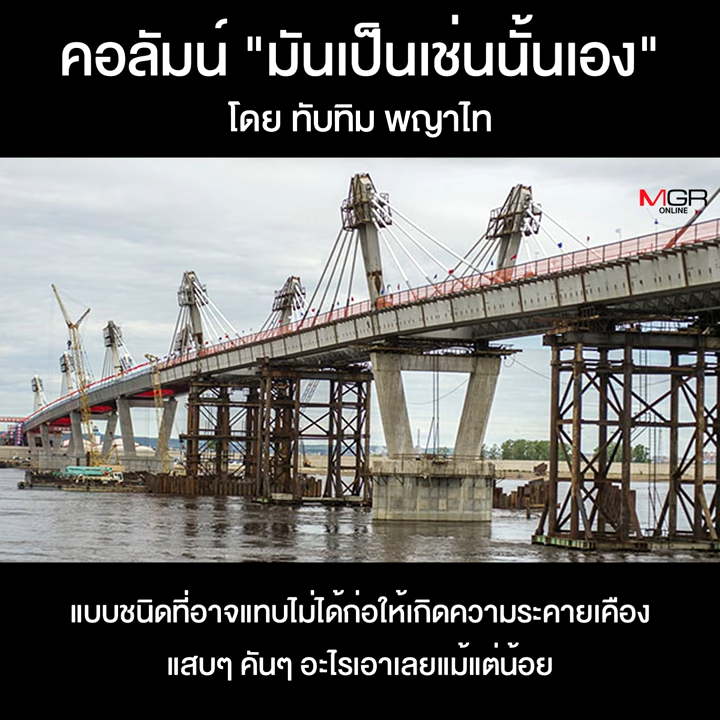 คอลัมน์ "มันเป็นเช่นนั้นเอง"
โดย ทับทิม พญาไท
MGR
ONLINE
แบบชนิดที่อาจแทบไม่ได้ก่อให้เกิดความระคายเคือง
แสบๆ คันๆ อะไรเอาเลยแม้แต่น้อย